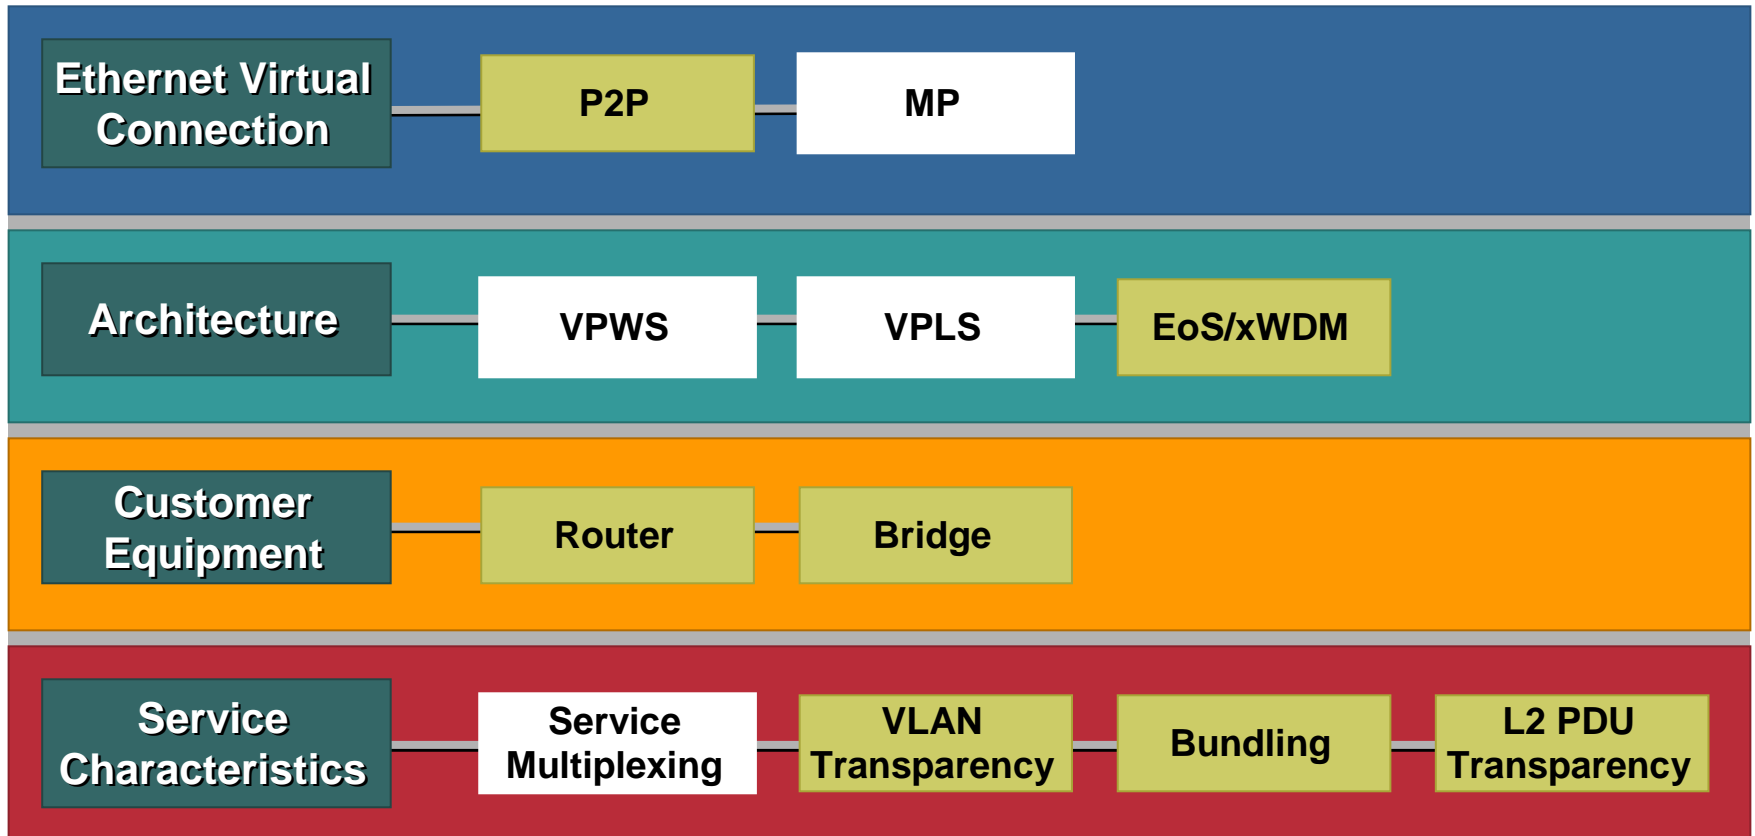 Ethernet Virtual
Connection
P2P
MP
Architecture
VPWS
VPLS
EoS/xWDM
Customer
Equipment
Router
Bridge
Service
Characteristics
Service
Multiplexing
VLAN
Transparency
Bundling
L2 PDU
Transparency